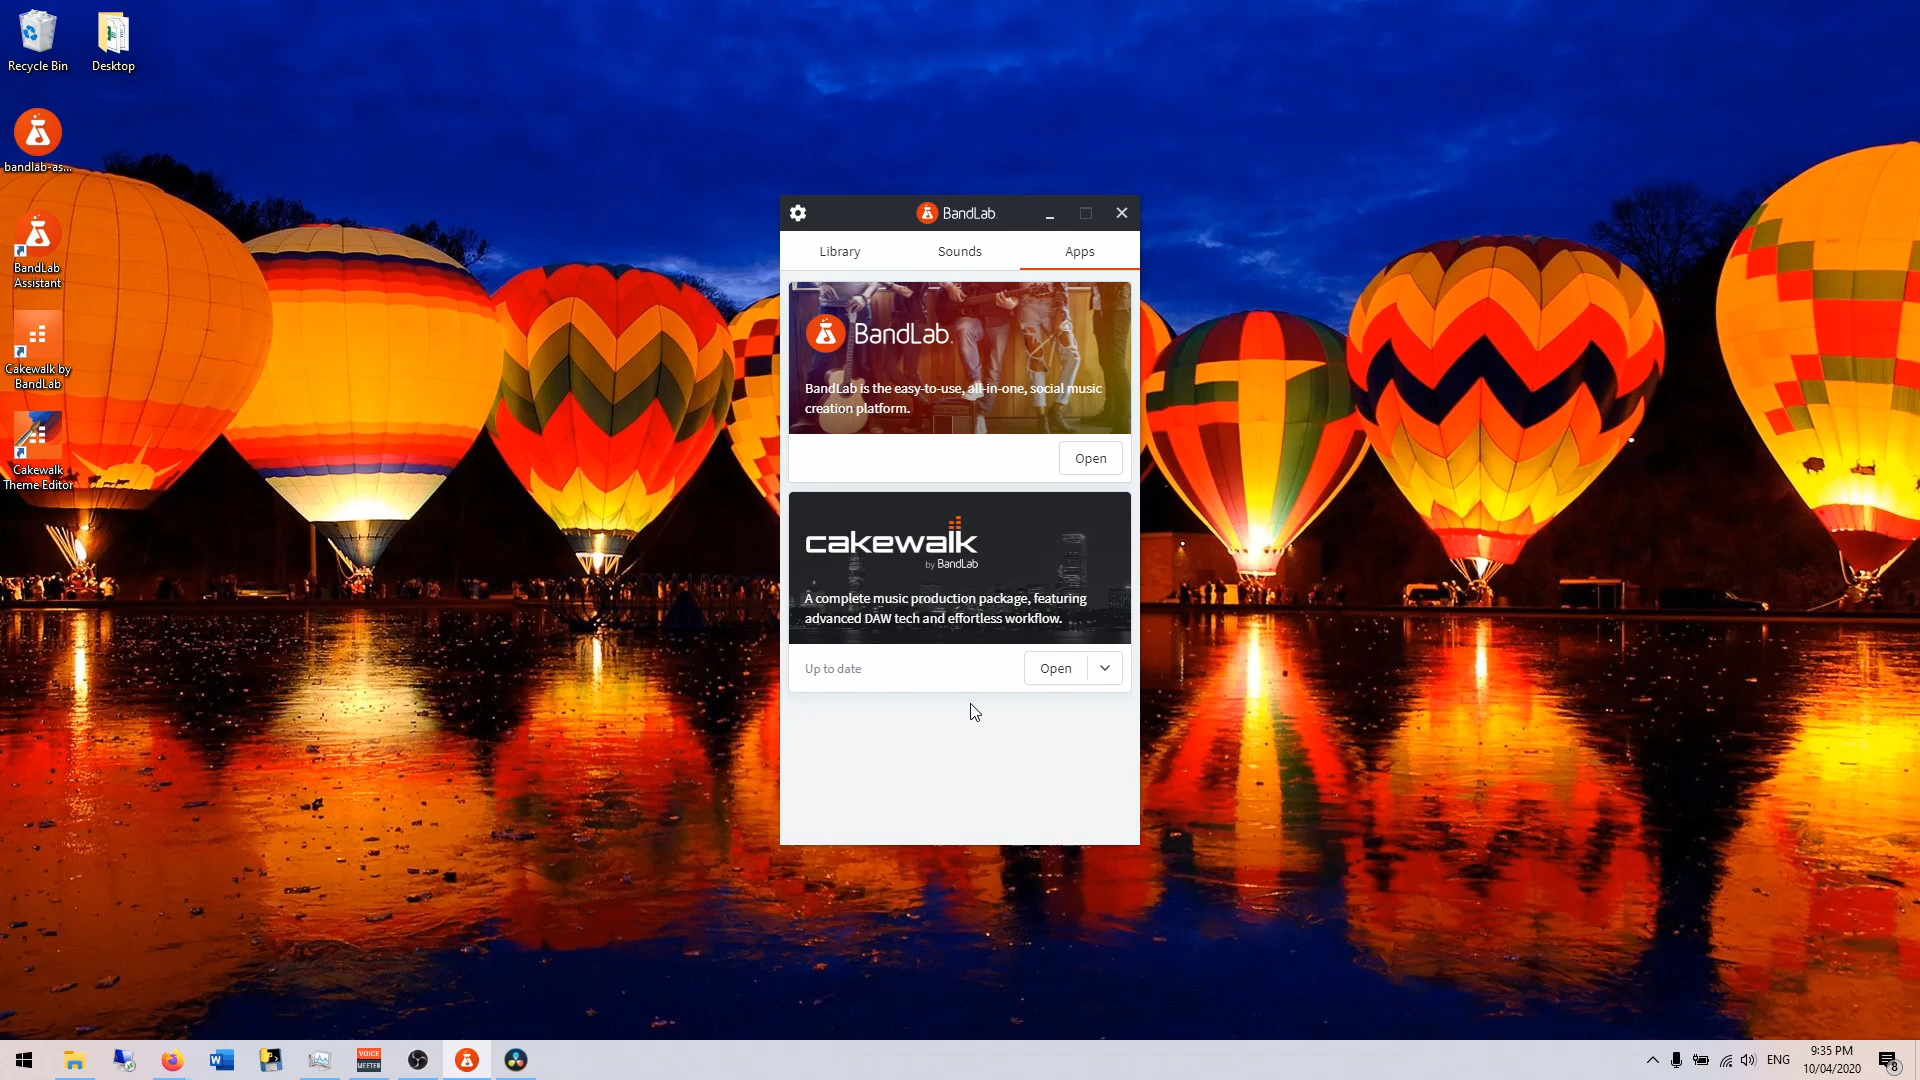 Recycle Bin
Desktop
bandlab-as...
BandLab
Assistant
Cakewalk by
BandLab
Cakewalk
Theme Editor
BandLab
Library
Sounds
Apps
BandLab.
BandLab is the easy-to-use, all-in-one, social music
creation platform.
Open
cakewalk
by BandLab
A complete music production package, featuring
advanced DAW tech and effortless workflow.
Up to date
Open
W
VOICE
MEETER
ENG
9:35 PM
10/04/2020
8